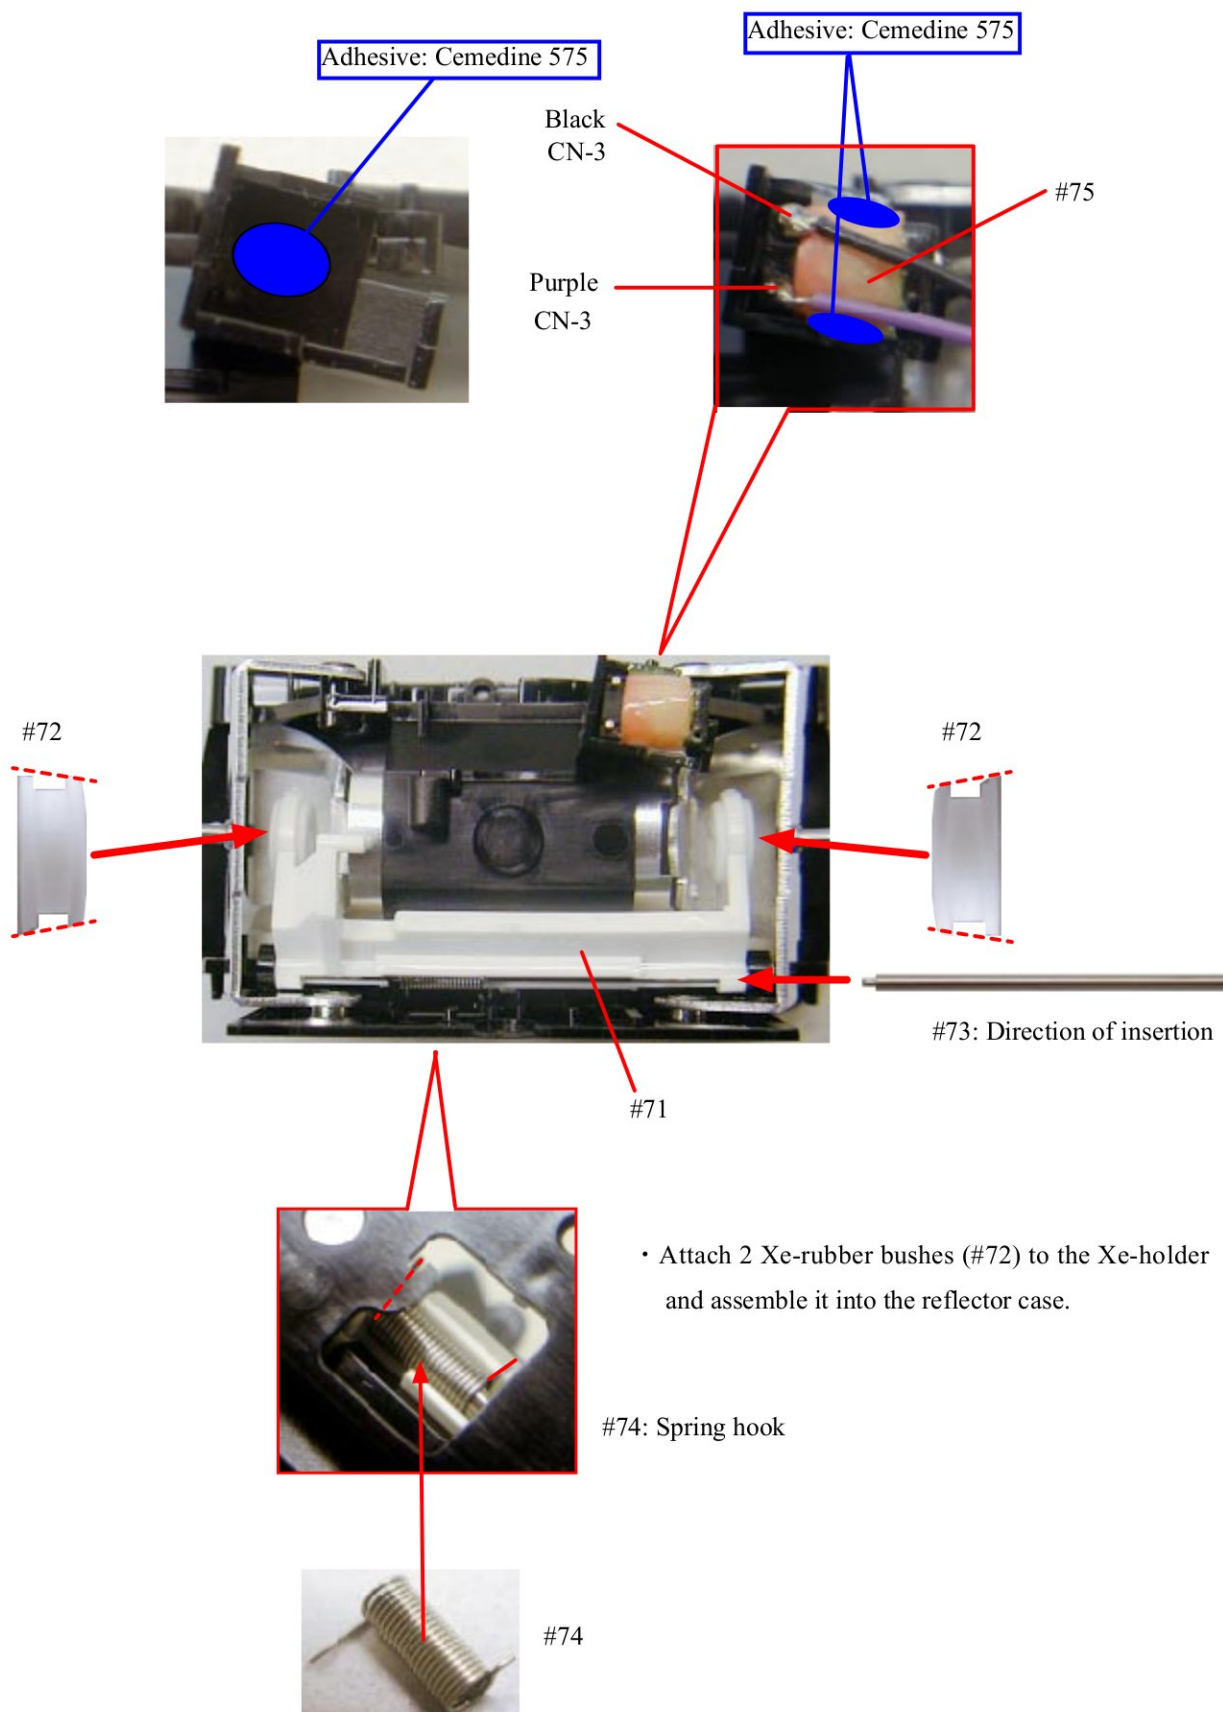 Adhesive: Cemedine 575
Adhesive: Cemedine 575
Black
CN-3
#75
Purple
CN-3
#72
#72
#73: Direction of insertion
#71
・Attach 2 Xe-rubber bushes (#72) to the Xe-holder
and assemble it into the reflector case.
#74: Spring hook
#74